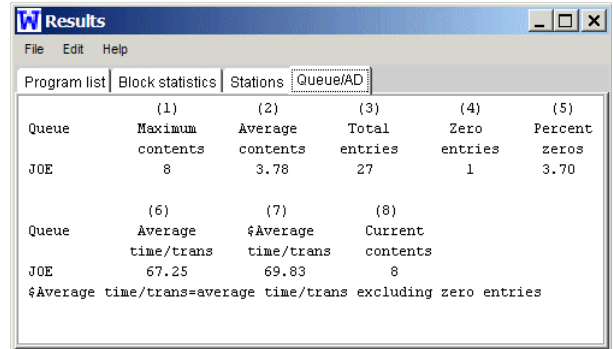 W Results
File Edit Help
Program list Block statistics Stations Queue/AD
(1) (2) (3) (4) (5)
Queue Maximum Average Total Zero Percent
contents contents entries entries zeros
JOE 8 3.78 27 1 3.70
(6) (7) (8)
Queue Average $Average Current
time/trans time/trans contents
JOE 67.25 69.83 8
$Average time/trans=average time/trans excluding zero entries